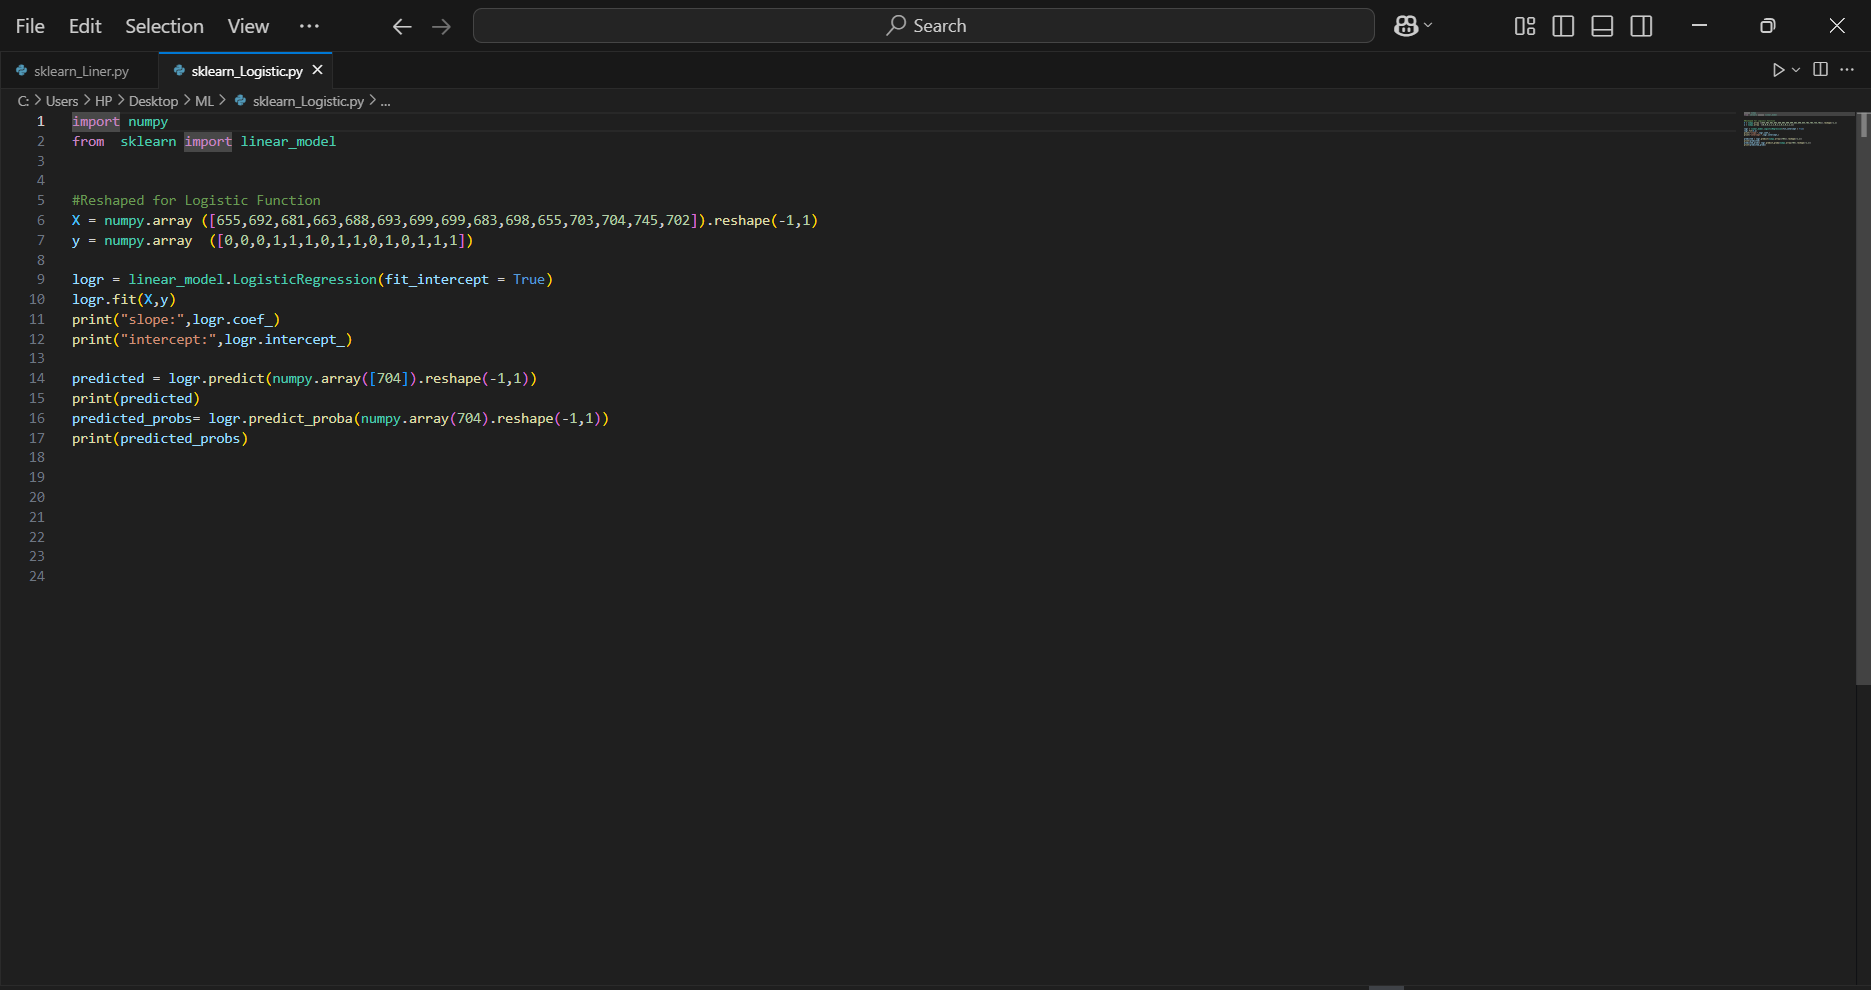 File Edit Selection View ···
Search
sklearn_Liner.py
sklearn_Logistic.py
C: > Users > HP > Desktop > ML > sklearn_Logistic.py > ...
1 import numpy
2 from  sklearn import linear_model
3
4
5 #Reshaped for Logistic Function
6 X = numpy.array ([655,692,681,663,688,693,699,699,683,698,655,703,704,745,702]).reshape(-1,1)
7 y = numpy.array  ([0,0,0,1,1,1,0,1,1,0,1,0,1,1,1])
8
9 logr = linear_model.LogisticRegression(fit_intercept = True)
10 logr.fit(X,y)
11 print("slope:",logr.coef_)
12 print("intercept:",logr.intercept_)
13
14 predicted = logr.predict(numpy.array([704]).reshape(-1,1))
15 print(predicted)
16 predicted_probs= logr.predict_proba(numpy.array(704).reshape(-1,1))
17 print(predicted_probs)
18
19
20
21
22
23
24